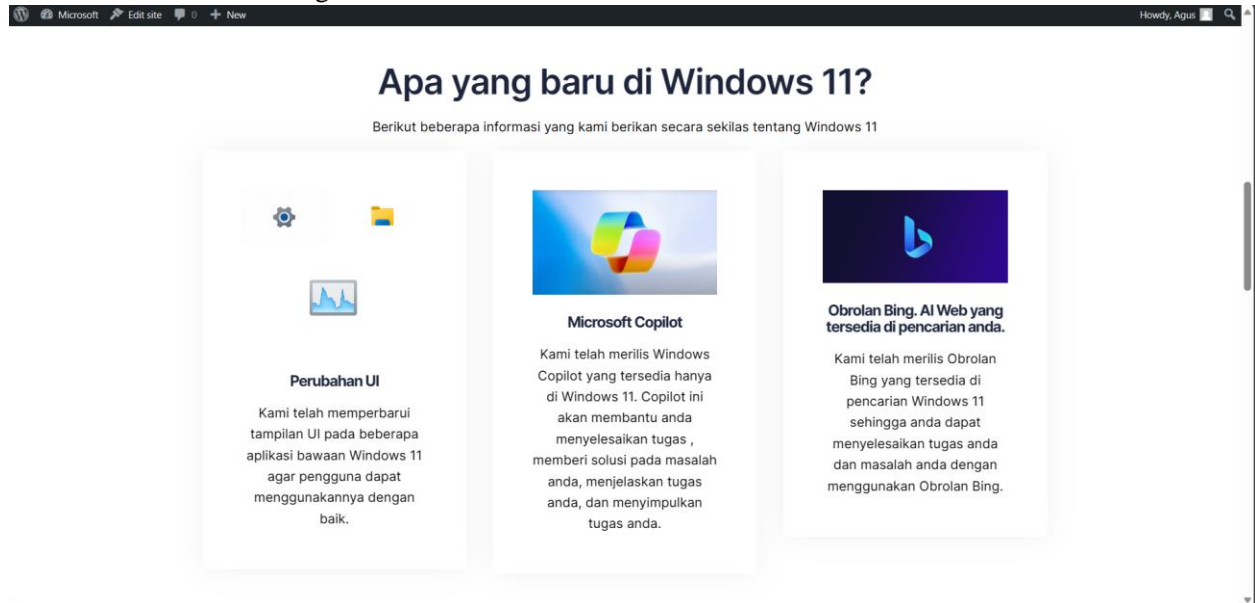 Microsoft
Edit site
0
New
Howdy, Agus
Apa yang baru di Windows 11?
Berikut beberapa informasi yang kami berikan secara sekilas tentang Windows 11
Perubahan UI
Kami telah memperbarui
tampilan UI pada beberapa
aplikasi bawaan Windows 11
agar pengguna dapat
menggunakannya dengan
baik.
Microsoft Copilot
Kami telah merilis Windows
Copilot yang tersedia hanya
di Windows 11. Copilot ini
akan membantu anda
menyelesaikan tugas ,
memberi solusi pada masalah
anda, menjelaskan tugas
anda, dan menyimpulkan
tugas anda.
Obrolan Bing. AI Web yang
tersedia di pencarian anda.
Kami telah merilis Obrolan
Bing yang tersedia di
pencarian Windows 11
sehingga anda dapat
menyelesaikan tugas anda
dan masalah anda dengan
menggunakan Obrolan Bing.